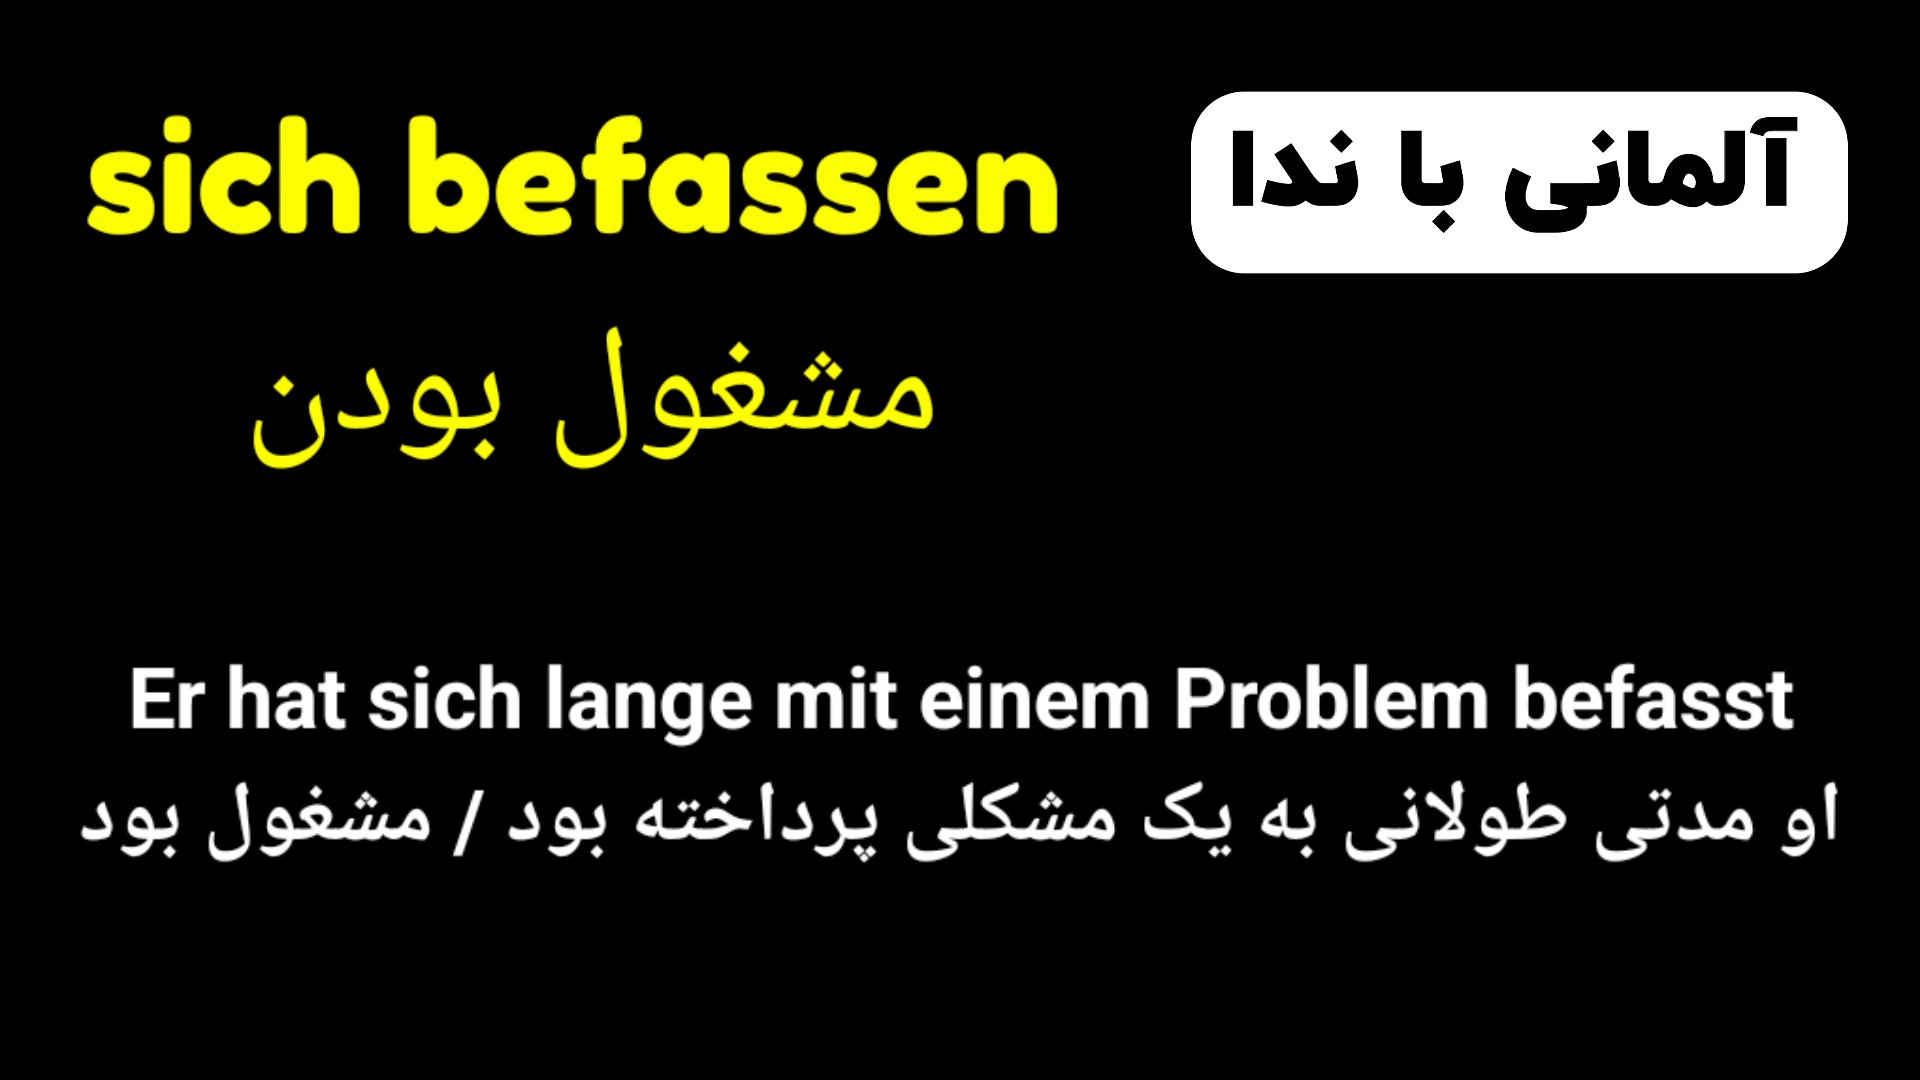 sich befassen
آلمانی با ندا
مشغول بودن
Er hat sich lange mit einem Problem befasst
او مدتی طولانی به یک مشکلی پرداخته بود / مشغول بود